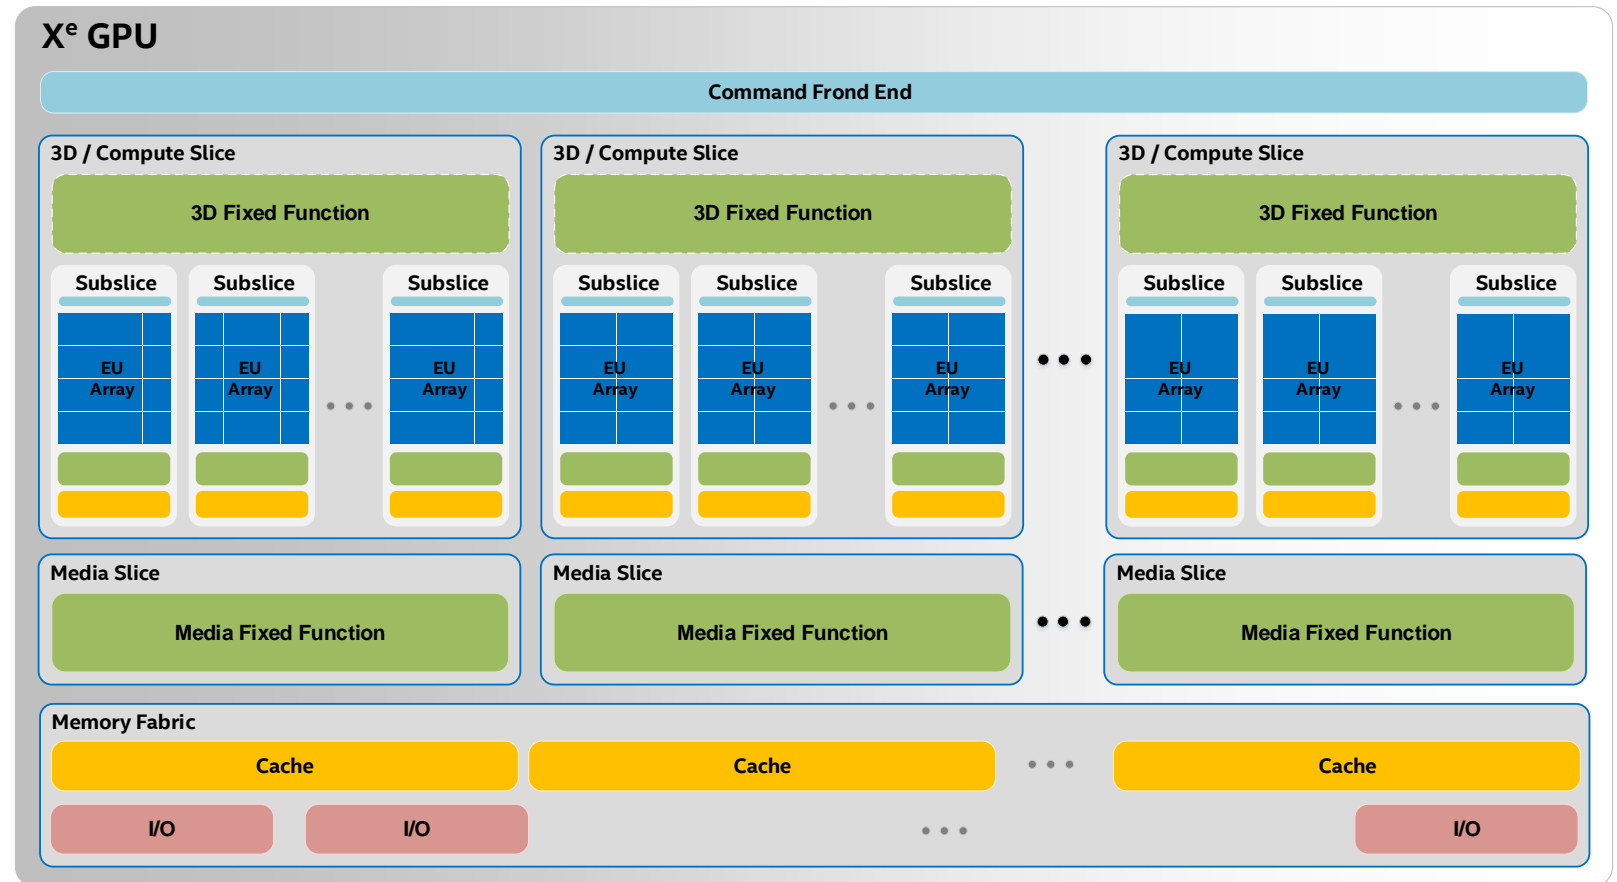 Xe GPU
Command Frond End
3D / Compute Slice
3D / Compute Slice
3D / Compute Slice
3D Fixed Function
3D Fixed Function
3D Fixed Function
Subslice
Subslice
Subslice
Subslice
Subslice
Subslice
Subslice
Subslice
Subslice
EU
Array
EU
Array
EU
Array
EU
Array
EU
Array
EU
Array
EU
Array
EU
Array
EU
Array
Media Slice
Media Slice
Media Slice
Media Fixed Function
Media Fixed Function
Media Fixed Function
Memory Fabric
Cache
Cache
Cache
I/O
I/O
I/O